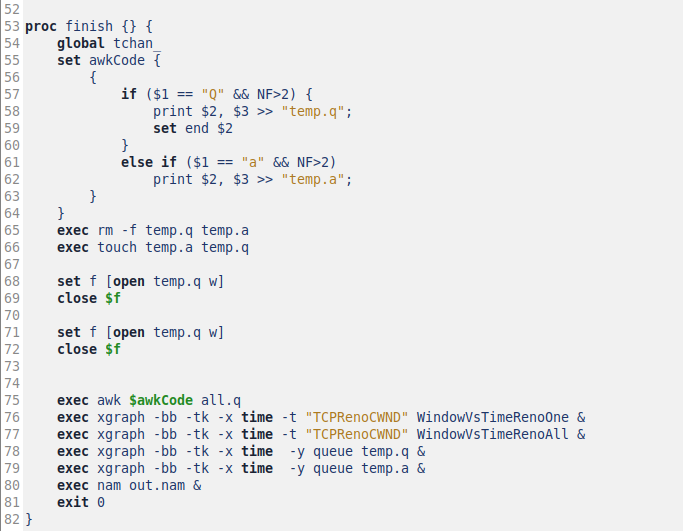 52
53 proc finish {} {
54     global tchan_
55     set awkCode {
56         {
57             if ($1 == "Q" && NF>2) {
58                 print $2, $3 >> "temp.q";
59                 set end $2
60             }
61             else if ($1 == "a" && NF>2)
62                 print $2, $3 >> "temp.a";
63         }
64     }
65     exec rm -f temp.q temp.a
66     exec touch temp.a temp.q
67
68     set f [open temp.q w]
69     close $f
70
71     set f [open temp.q w]
72     close $f
73
74
75     exec awk $awkCode all.q
76     exec xgraph -bb -tk -x time -t "TCPRenoCWND" WindowVsTimeRenoOne &
77     exec xgraph -bb -tk -x time -t "TCPRenoCWND" WindowVsTimeRenoAll &
78     exec xgraph -bb -tk -x time  -y queue temp.q &
79     exec xgraph -bb -tk -x time  -y queue temp.a &
80     exec nam out.nam &
81     exit 0
82 }